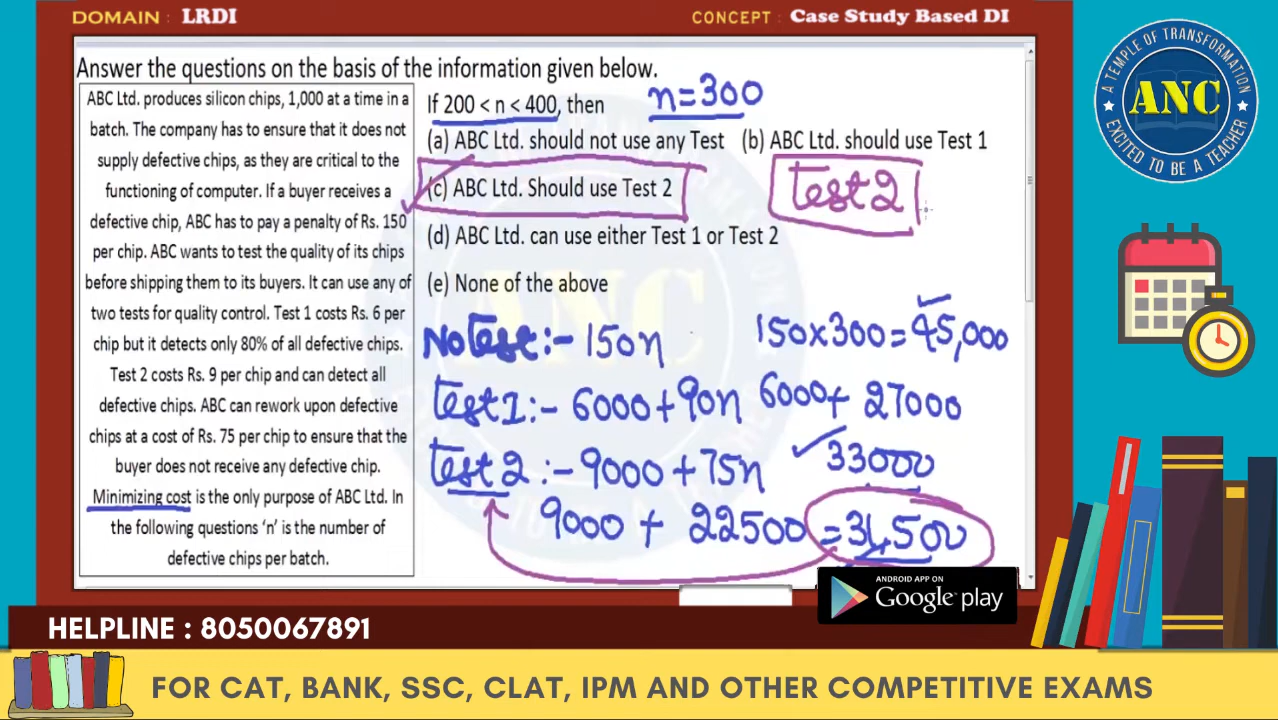 DOMAIN : LRDI
CONCEPT : Case Study Based DI
Answer the questions on the basis of the information given below.
ABC Ltd. produces silicon chips, 1,000 at a time in a
batch. The company has to ensure that it does not
supply defective chips, as they are critical to the
functioning of computer. If a buyer receives a
defective chip, ABC has to pay a penalty of Rs. 150
per chip. ABC wants to test the quality of its chips
before shipping them to its buyers. It can use any of
two tests for quality control. Test 1 costs Rs. 6 per
chip but it detects only 80% of all defective chips.
Test 2 costs Rs. 9 per chip and can detect all
defective chips. ABC can rework upon defective
chips at a cost of Rs. 75 per chip to ensure that the
buyer does not receive any defective chip.
Minimizing cost is the only purpose of ABC Ltd. In
the following questions 'n' is the number of
defective chips per batch.
If 200 < n < 400, then n=300
(a) ABC Ltd. should not use any Test (b) ABC Ltd. should use Test 1
(c) ABC Ltd. Should use Test 2 Test 2
(d) ABC Ltd. can use either Test 1 or Test 2
(e) None of the above
No Test :- 150n 150x300=45,000
Test 1 :- 6000+90n 6000+ 27000
Test 2 :- 9000 +75n 33000
9000 + 22500 =31,500
A TEMPLE OF TRANSFORMATION
ANC
EXCITED TO BE A TEACHER
ANDROID APP ON
Google play
HELPLINE : 8050067891
FOR CAT, BANK, SSC, CLAT, IPM AND OTHER COMPETITIVE EXAMS